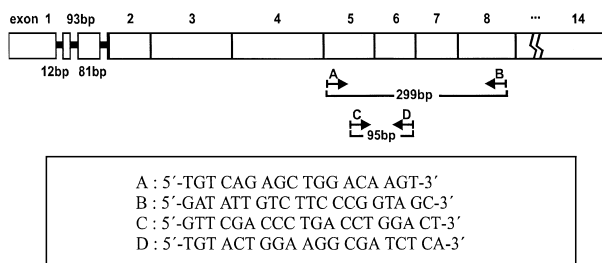 exon 1 93bp 2 3 4 5 6 7 8 ... 14
12bp 81bp
A B
299bp
C D
95bp
A : 5´-TGT CAG AGC TGG ACA AGT-3´
B : 5´-GAT ATT GTC TTC CCG GTA GC-3´
C : 5´-GTT CGA CCC TGA CCT GGA CT-3´
D : 5´-TGT ACT GGA AGG CGA TCT CA-3´